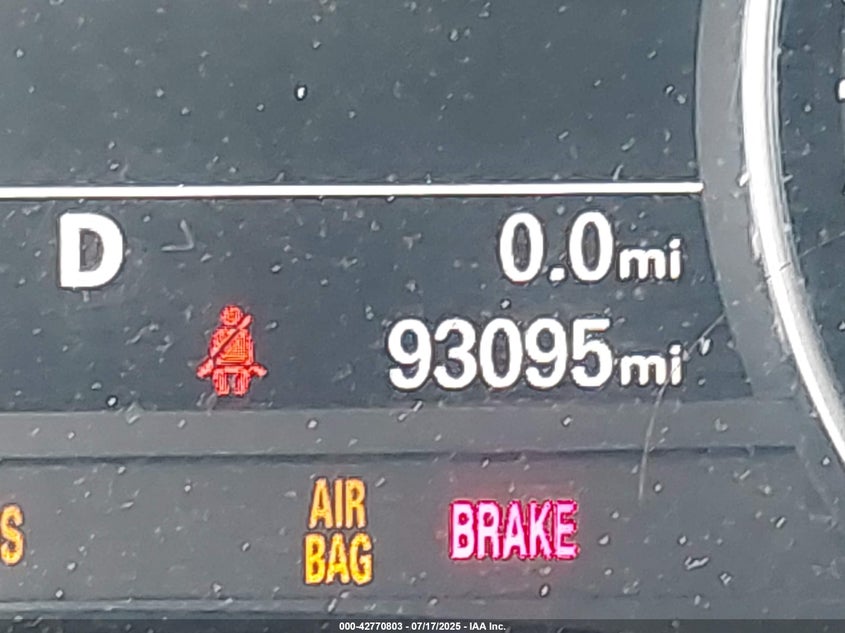 D 0.0mi
93095mi
S AIR BAG BRAKE
000-42770803 - 07/17/2025 - IAA Inc.